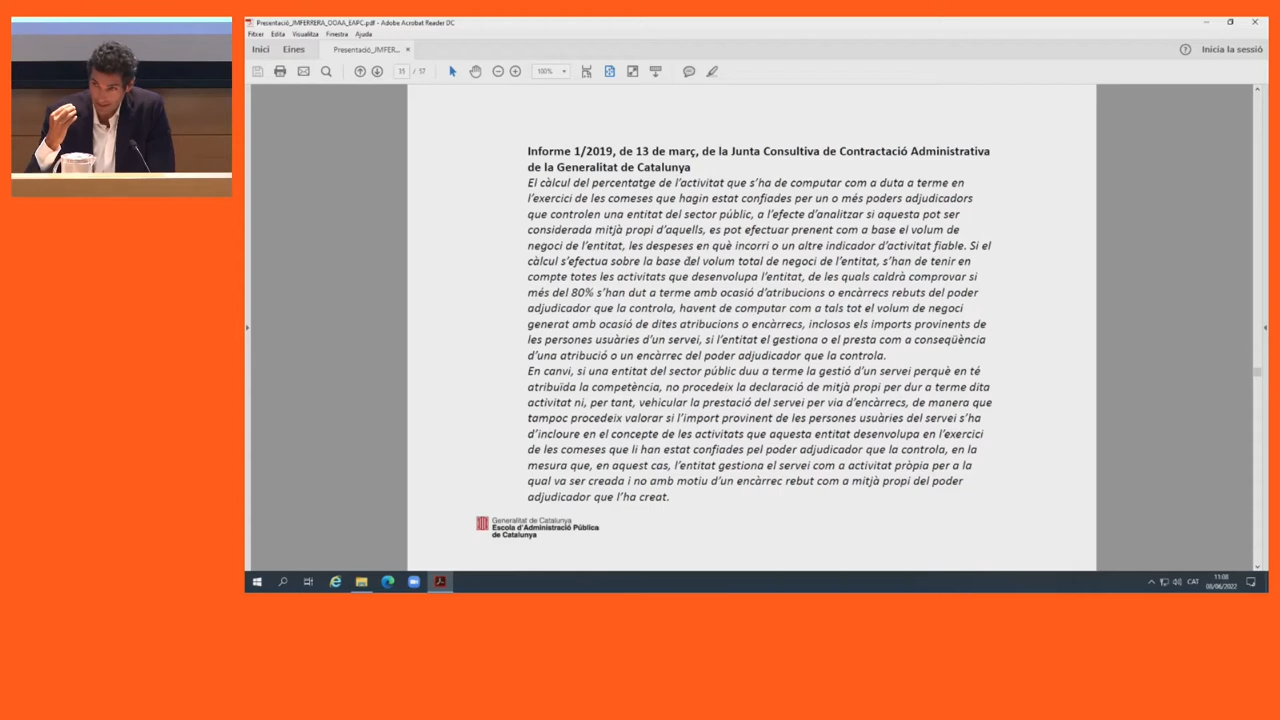 Presentació_JMFERRERA_OOAA_EAPC.pdf - Adobe Acrobat Reader DC
Fitxer Edita Visualitza Finestra Ajuda
Inici Eines Presentació_JMFER... × Inicia la sessió
35 / 57 100%
Informe 1/2019, de 13 de març, de la Junta Consultiva de Contractació Administrativa
de la Generalitat de Catalunya
El càlcul del percentatge de l'activitat que s'ha de computar com a duta a terme en
l'exercici de les comeses que hagin estat confiades per un o més poders adjudicadors
que controlen una entitat del sector públic, a l'efecte d'analitzar si aquesta pot ser
considerada mitjà propi d'aquells, es pot efectuar prenent com a base el volum de
negoci de l'entitat, les despeses en què incorri o un altre indicador d'activitat fiable. Si el
càlcul s'efectua sobre la base del volum total de negoci de l'entitat, s'han de tenir en
compte totes les activitats que desenvolupa l'entitat, de les quals caldrà comprovar si
més del 80% s'han dut a terme amb ocasió d'atribucions o encàrrecs rebuts del poder
adjudicador que la controla, havent de computar com a tals tot el volum de negoci
generat amb ocasió de dites atribucions o encàrrecs, inclosos els imports provinents de
les persones usuàries d'un servei, si l'entitat el gestiona o el presta com a conseqüència
d'una atribució o un encàrrec del poder adjudicador que la controla.
En canvi, si una entitat del sector públic duu a terme la gestió d'un servei perquè en té
atribuïda la competència, no procedeix la declaració de mitjà propi per dur a terme dita
activitat ni, per tant, vehicular la prestació del servei per via d'encàrrecs, de manera que
tampoc procedeix valorar si l'import provinent de les persones usuàries del servei s'ha
d'incloure en el concepte de les activitats que aquesta entitat desenvolupa en l'exercici
de les comeses que li han estat confiades pel poder adjudicador que la controla, en la
mesura que, en aquest cas, l'entitat gestiona el servei com a activitat pròpia per a la
qual va ser creada i no amb motiu d'un encàrrec rebut com a mitjà propi del poder
adjudicador que l'ha creat.
Generalitat de Catalunya
Escola d'Administració Pública
de Catalunya
CAT
11:08
08/06/2022